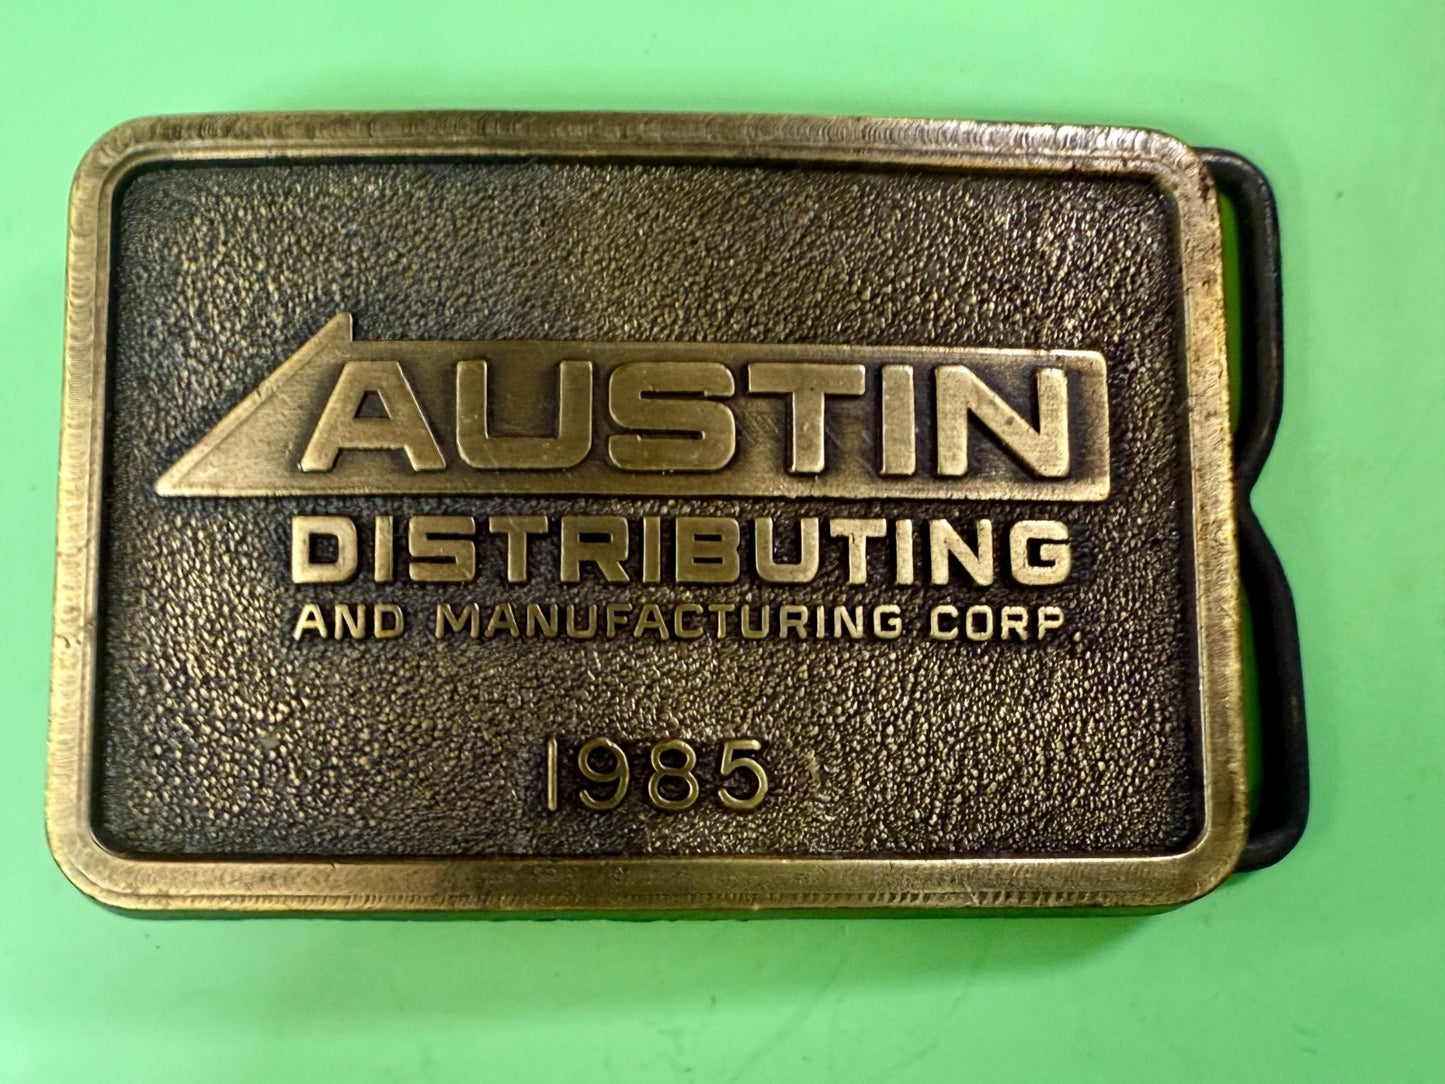 AUSTIN
DISTRIBUTING
AND MANUFACTURING CORP.
1985